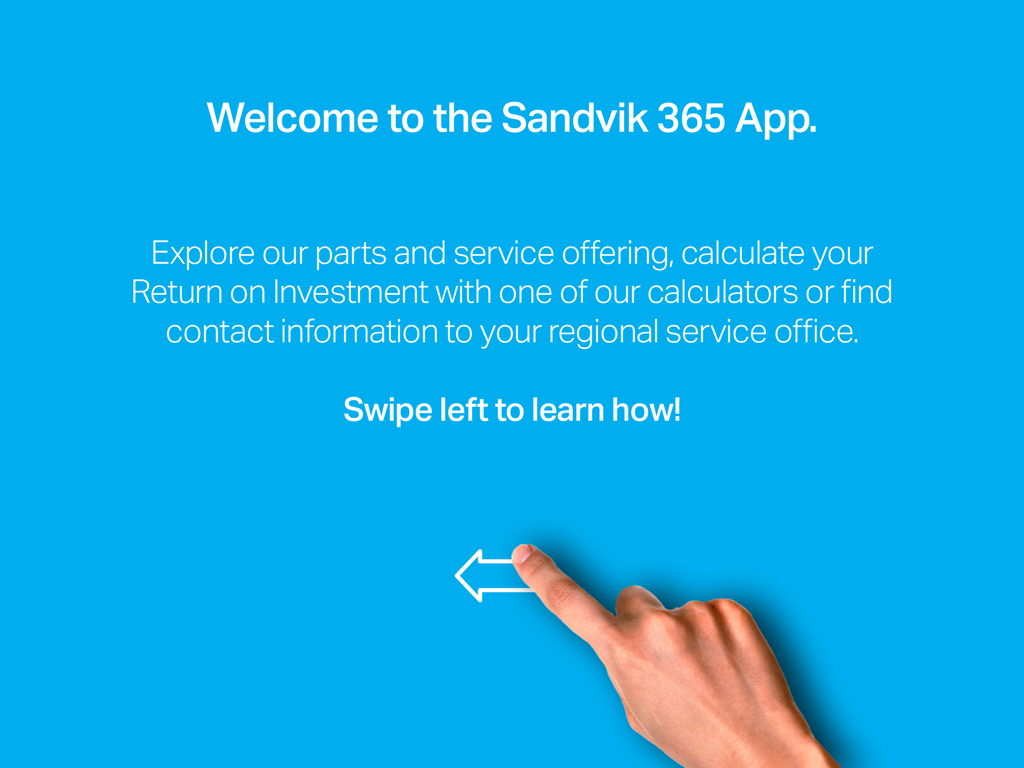 Welcome to the Sandvik 365 App.
Explore our parts and service offering, calculate your
Return on Investment with one of our calculators or find
contact information to your regional service office.
Swipe left to learn how!